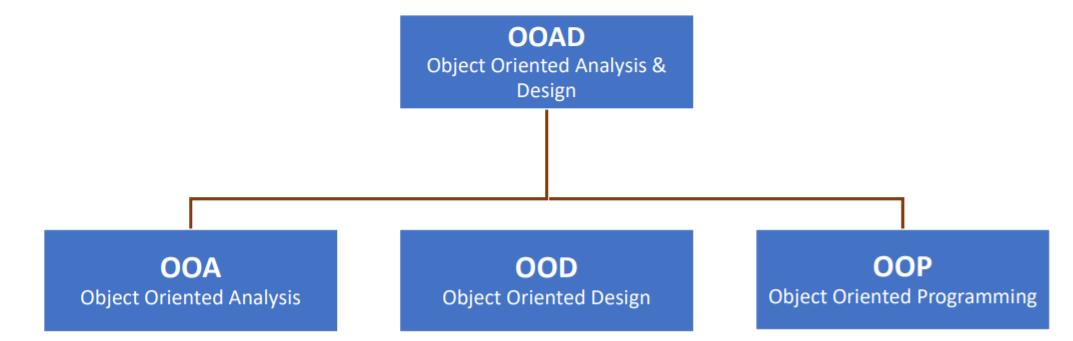 OOAD
Object Oriented Analysis &
Design
OOA
Object Oriented Analysis
OOD
Object Oriented Design
OOP
Object Oriented Programming